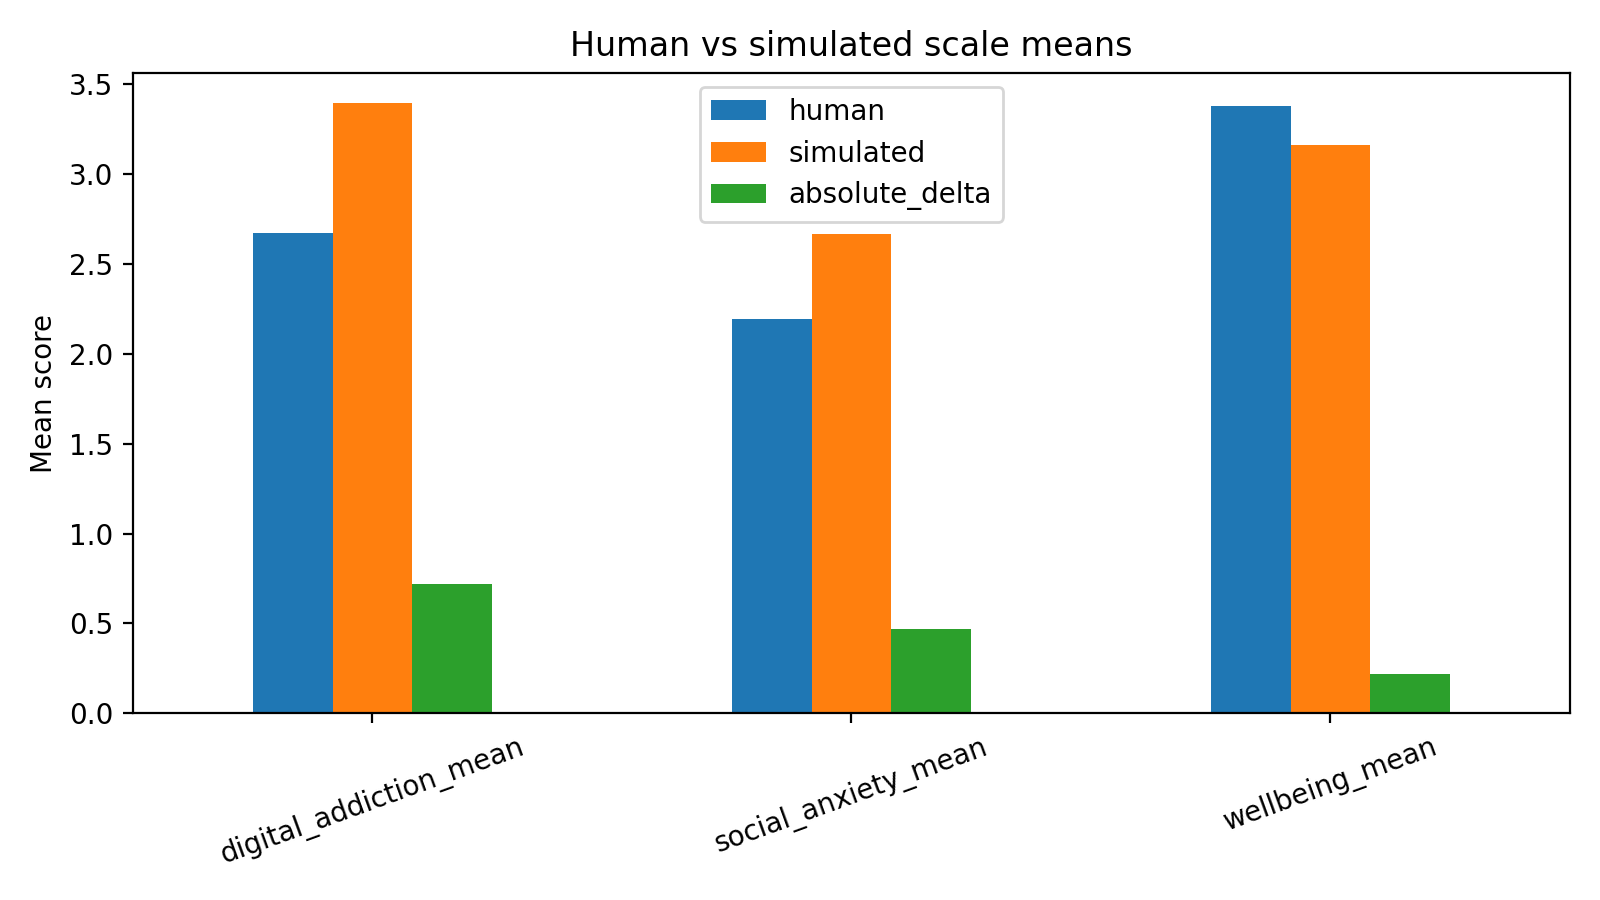 Human vs simulated scale means
human
simulated
absolute_delta
Mean score
3.5
3.0
2.5
2.0
1.5
1.0
0.5
0.0
digital_addiction_mean
social_anxiety_mean
wellbeing_mean